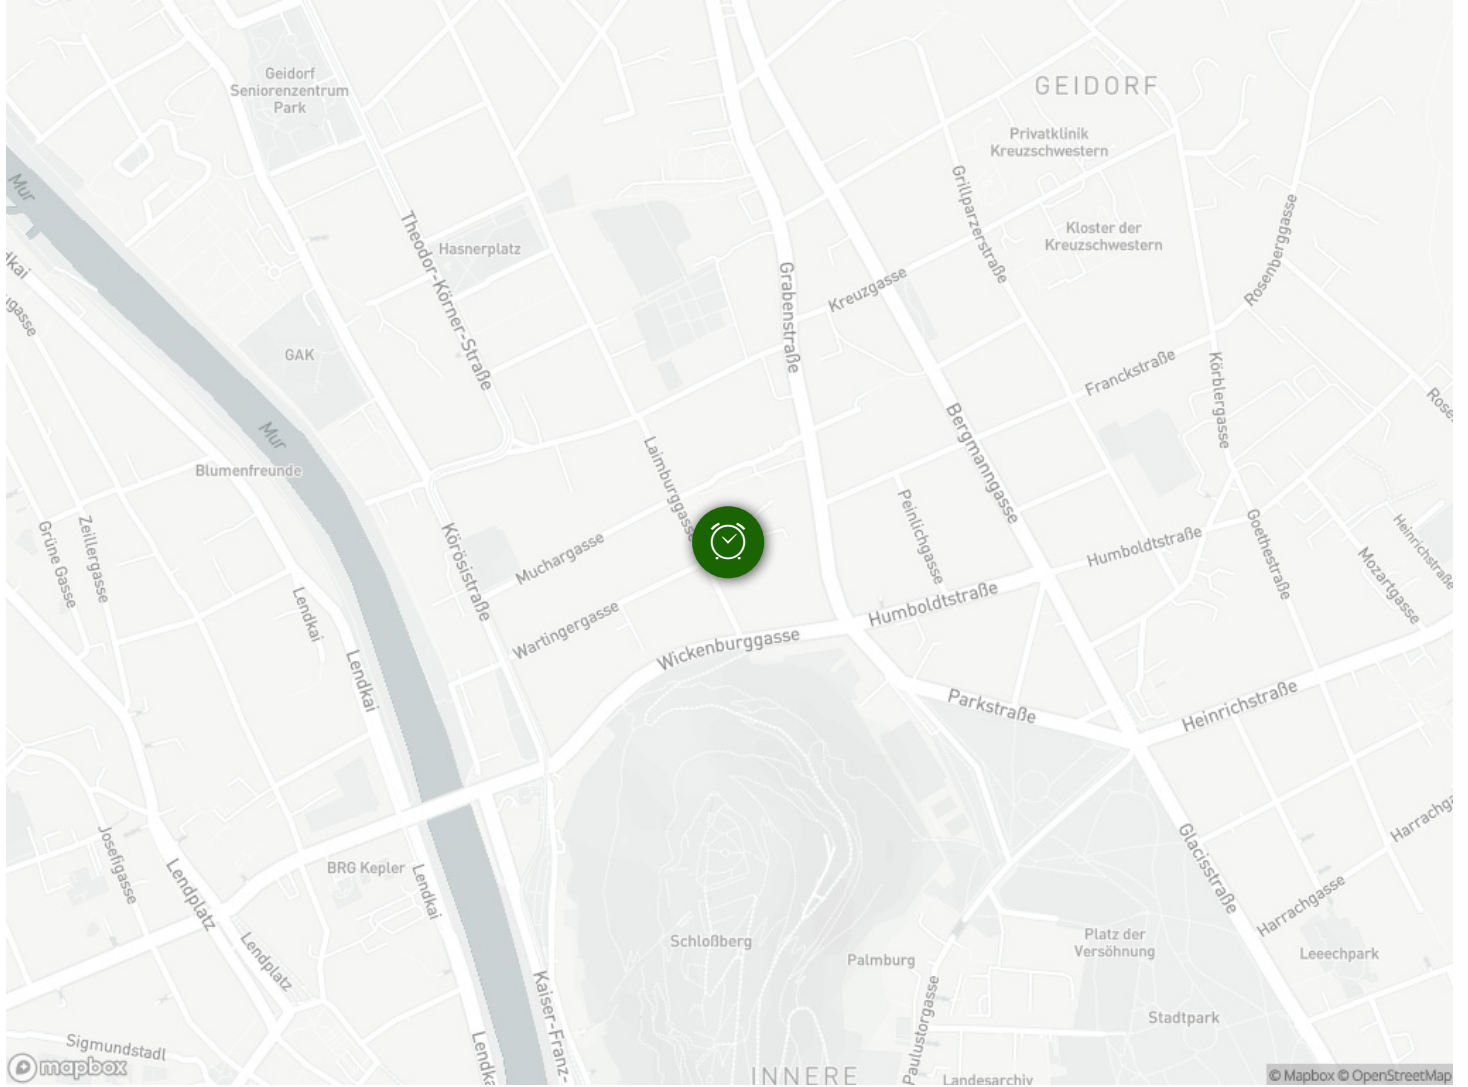 Geidorf
Seniorenzentrum
Park
GEIDORF
Privatklinik
Kreuzschwestern
Mur
Grillparzerstraße
Theodor-Körner-Straße
Hasnerplatz
Kloster der
Kreuzschwestern
Rosenberggasse
Grabenstraße
Kreuzgasse
GAK
Franckstraße
Körblergasse
Mur
Bergmanngasse
Laimburggasse
Blumenfreunde
Peinlichgasse
Zeillergasse
Grüne Gasse
Körösistraße
Muchargasse
Humboldtstraße
Goethestraße
Heinrichstraße
Mozartgasse
Lendkai
Wartingergasse
Humboldtstraße
Wickenburggasse
Lendkai
Parkstraße
Heinrichstraße
Josefigasse
Lendplatz
BRG Kepler
Lendkai
Glacisstraße
Harrachgasse
Lendplatz
Schloßberg
Palmburg
Platz der
Versöhnung
Leechpark
Kaiser-Franz-
Paulustorgasse
Stadtpark
Sigmundstadl
mapbox
INNERE
Landesarchiv
© Mapbox © OpenStreetMap